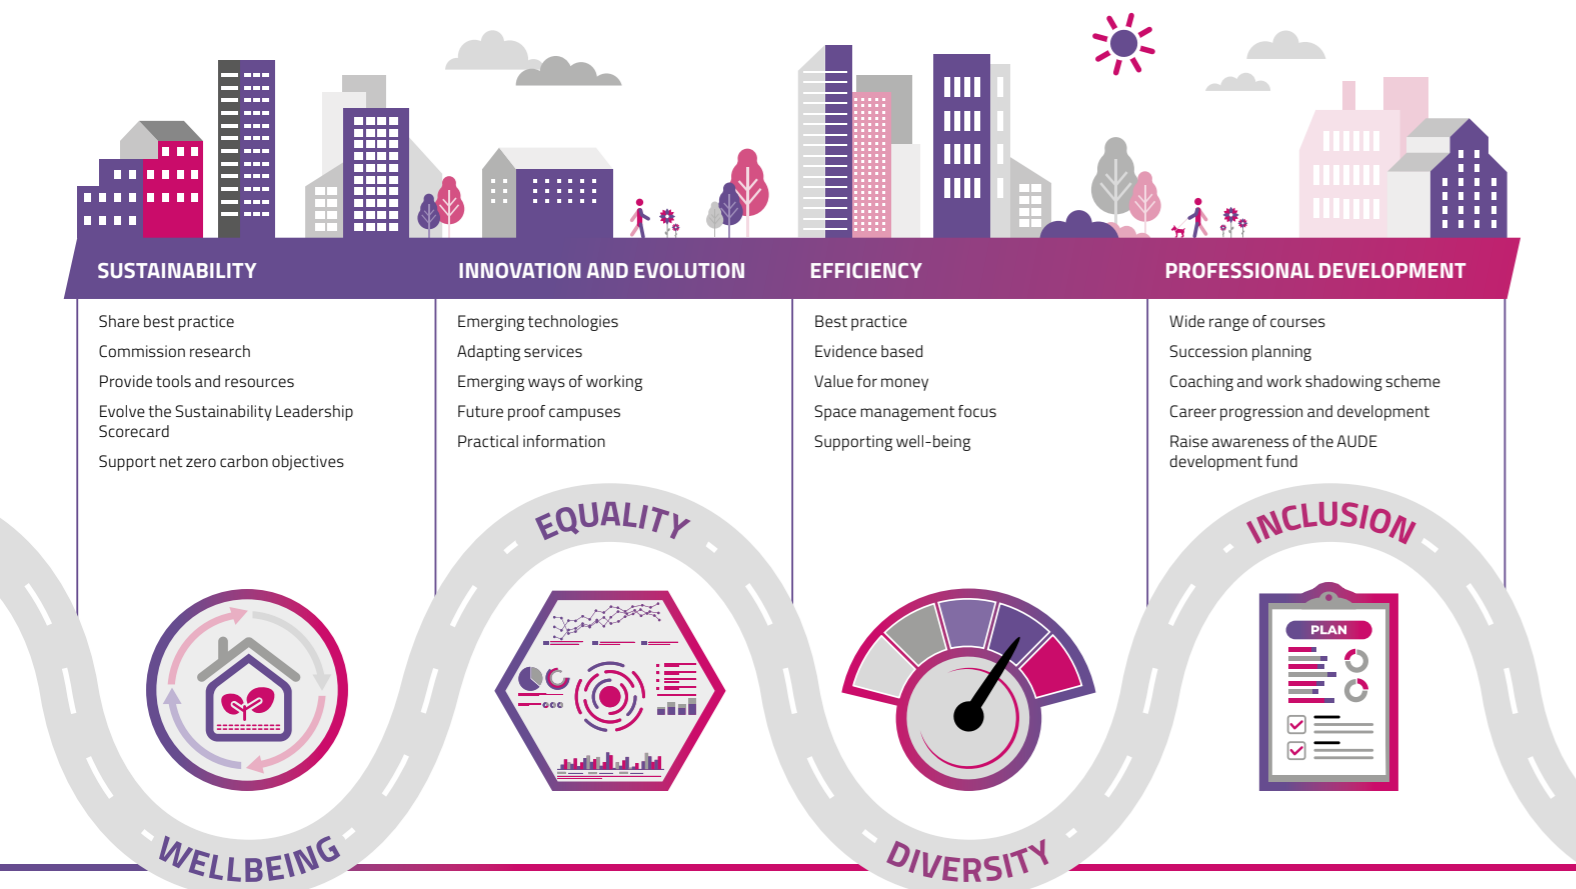 SUSTAINABILITY
Share best practice
Commission research
Provide tools and resources
Evolve the Sustainability Leadership
Scorecard
Support net zero carbon objectives
INNOVATION AND EVOLUTION
Emerging technologies
Adapting services
Emerging ways of working
Future proof campuses
Practical information
EFFICIENCY
Best practice
Evidence based
Value for money
Space management focus
Supporting well-being
PROFESSIONAL DEVELOPMENT
Wide range of courses
Succession planning
Coaching and work shadowing scheme
Career progression and development
Raise awareness of the AUDE
development fund
WELLBEING
EQUALITY
DIVERSITY
INCLUSION
PLAN